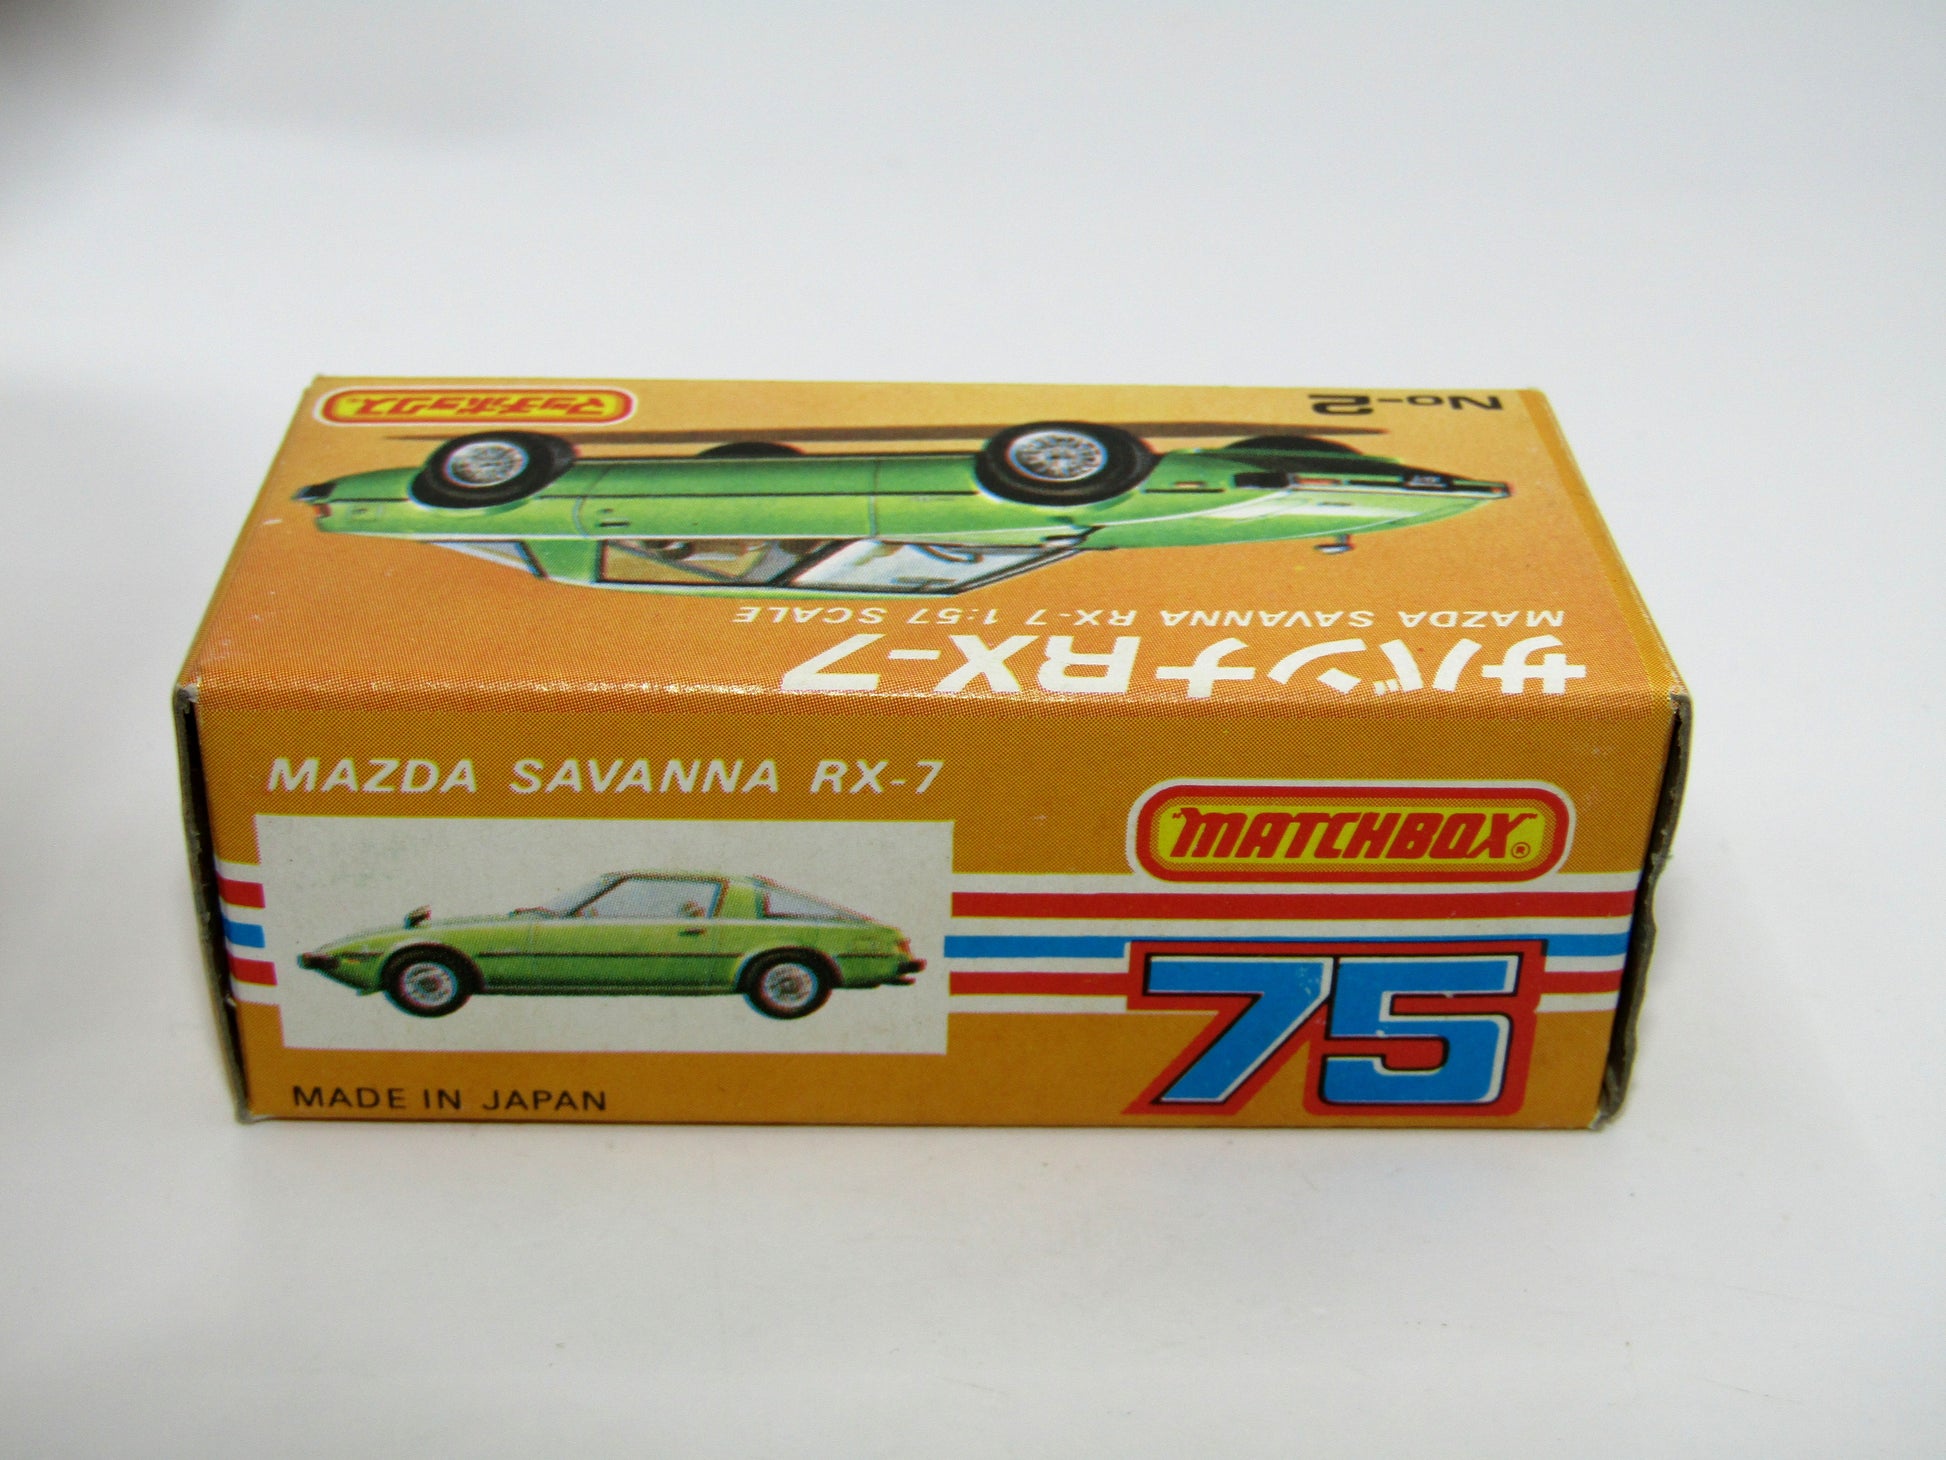 マッチボックス
No-2
MAZDA SAVANNA RX-7 1:57 SCALE
サバンナRX-7
MAZDA SAVANNA RX-7
"MATCHBOX"®
75
MADE IN JAPAN